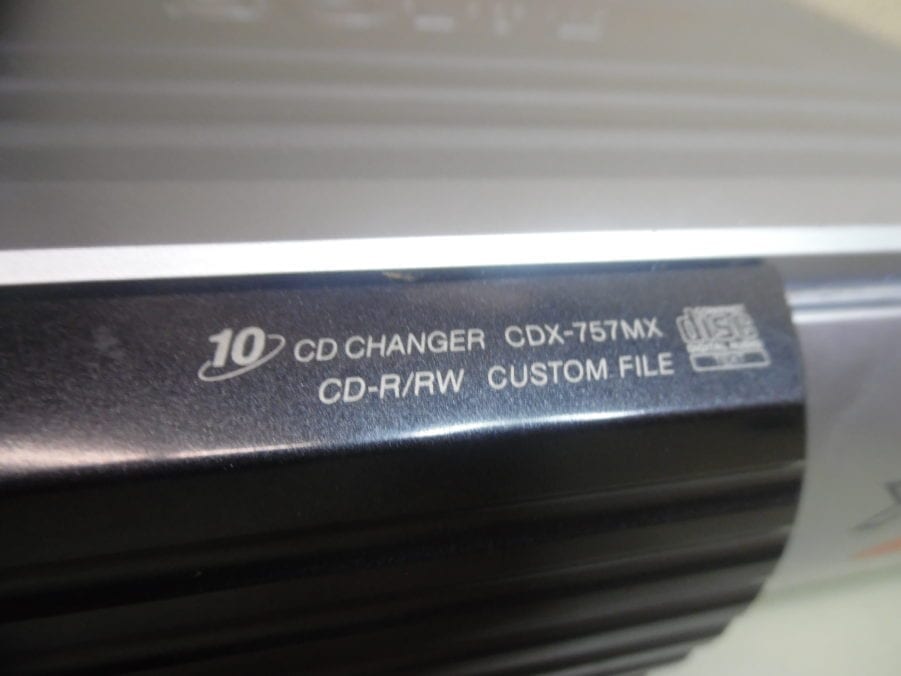 10 CD CHANGER CDX-757MX
CD-R/RW CUSTOM FILE